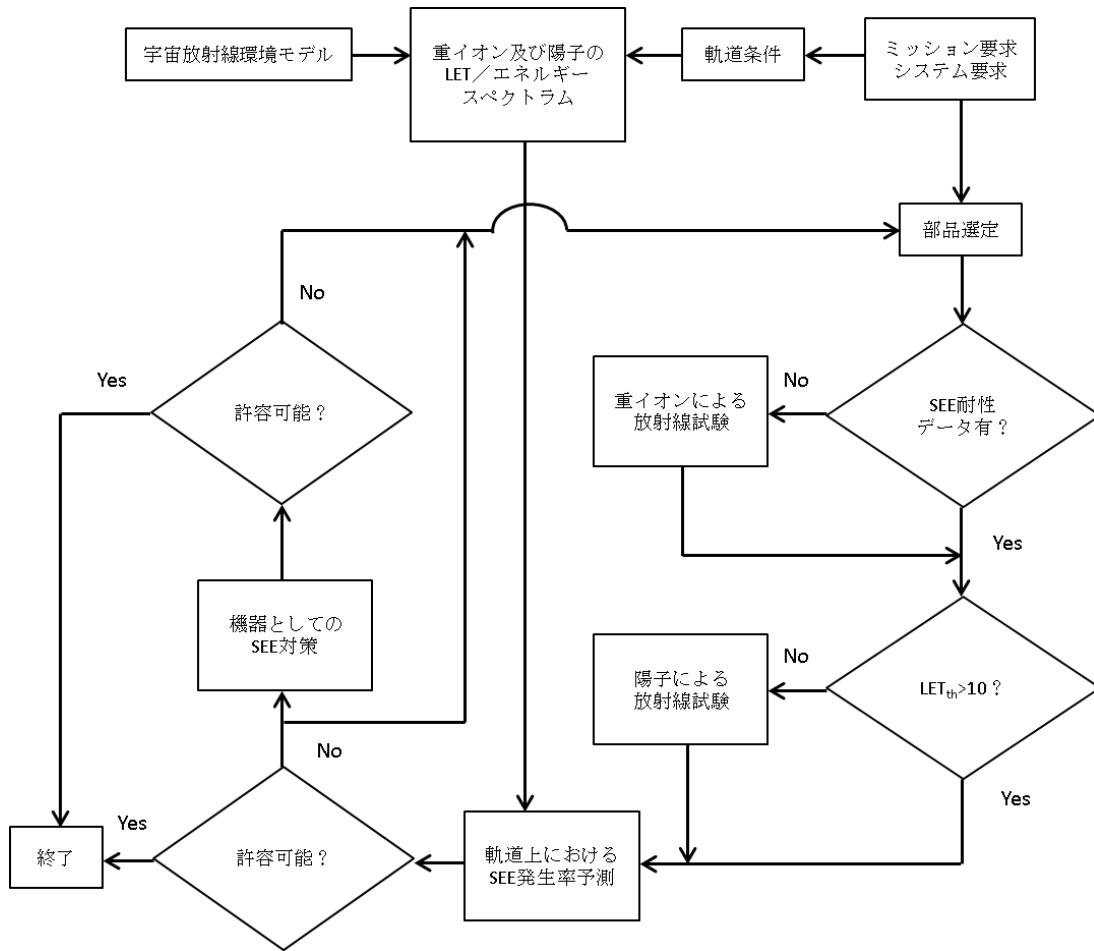 宇宙放射線環境モデル
重イオン及び陽子の
LET／エネルギー
スペクトラム
軌道条件
ミッション要求
システム要求
部品選定
No
Yes
許容可能？
重イオンによる
放射線試験
No
SEE耐性
データ有？
Yes
機器としての
SEE対策
陽子による
放射線試験
No
LETth>10？
No
Yes
Yes
終了
許容可能？
軌道上における
SEE発生率予測